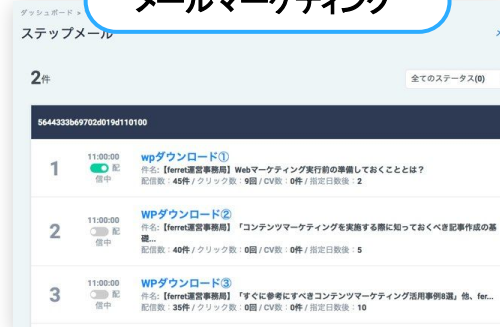 メールマーケティング
ダッシュボード >
ステップメール
2件
全てのステータス(0)
5644333b69702d019d110100
1
11:00:00
配信中
wpダウンロード①
件名:【ferret運営事務局】Webマーケティング実行前の準備しておくこととは？
配信数：45件 / クリック数：9回 / CV数：0件 / 指定日数後：2
2
11:00:00
配信中
WPダウンロード②
件名:【ferret運営事務局】「コンテンツマーケティングを実施する際に知っておくべき記事作成の基
礎...
配信数：40件 / クリック数：0回 / CV数：0件 / 指定日数後：5
3
11:00:00
配信中
WPダウンロード③
件名:【ferret運営事務局】「すぐに参考にすべきコンテンツマーケティング活用事例8選」他、fer...
配信数：35件 / クリック数：0回 / CV数：0件 / 指定日数後：10